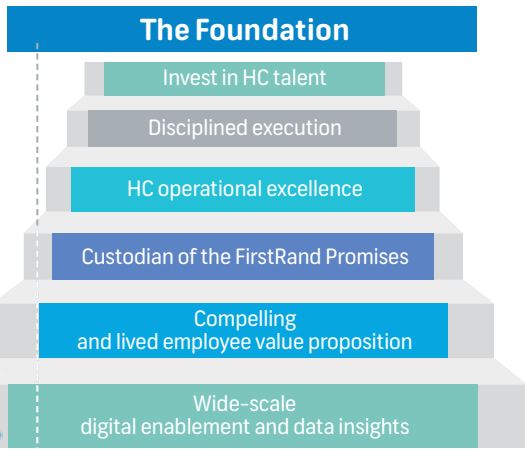 The Foundation
Invest in HC talent
Disciplined execution
HC operational excellence
Custodian of the FirstRand Promises
Compelling
and lived employee value proposition
Wide-scale
digital enablement and data insights